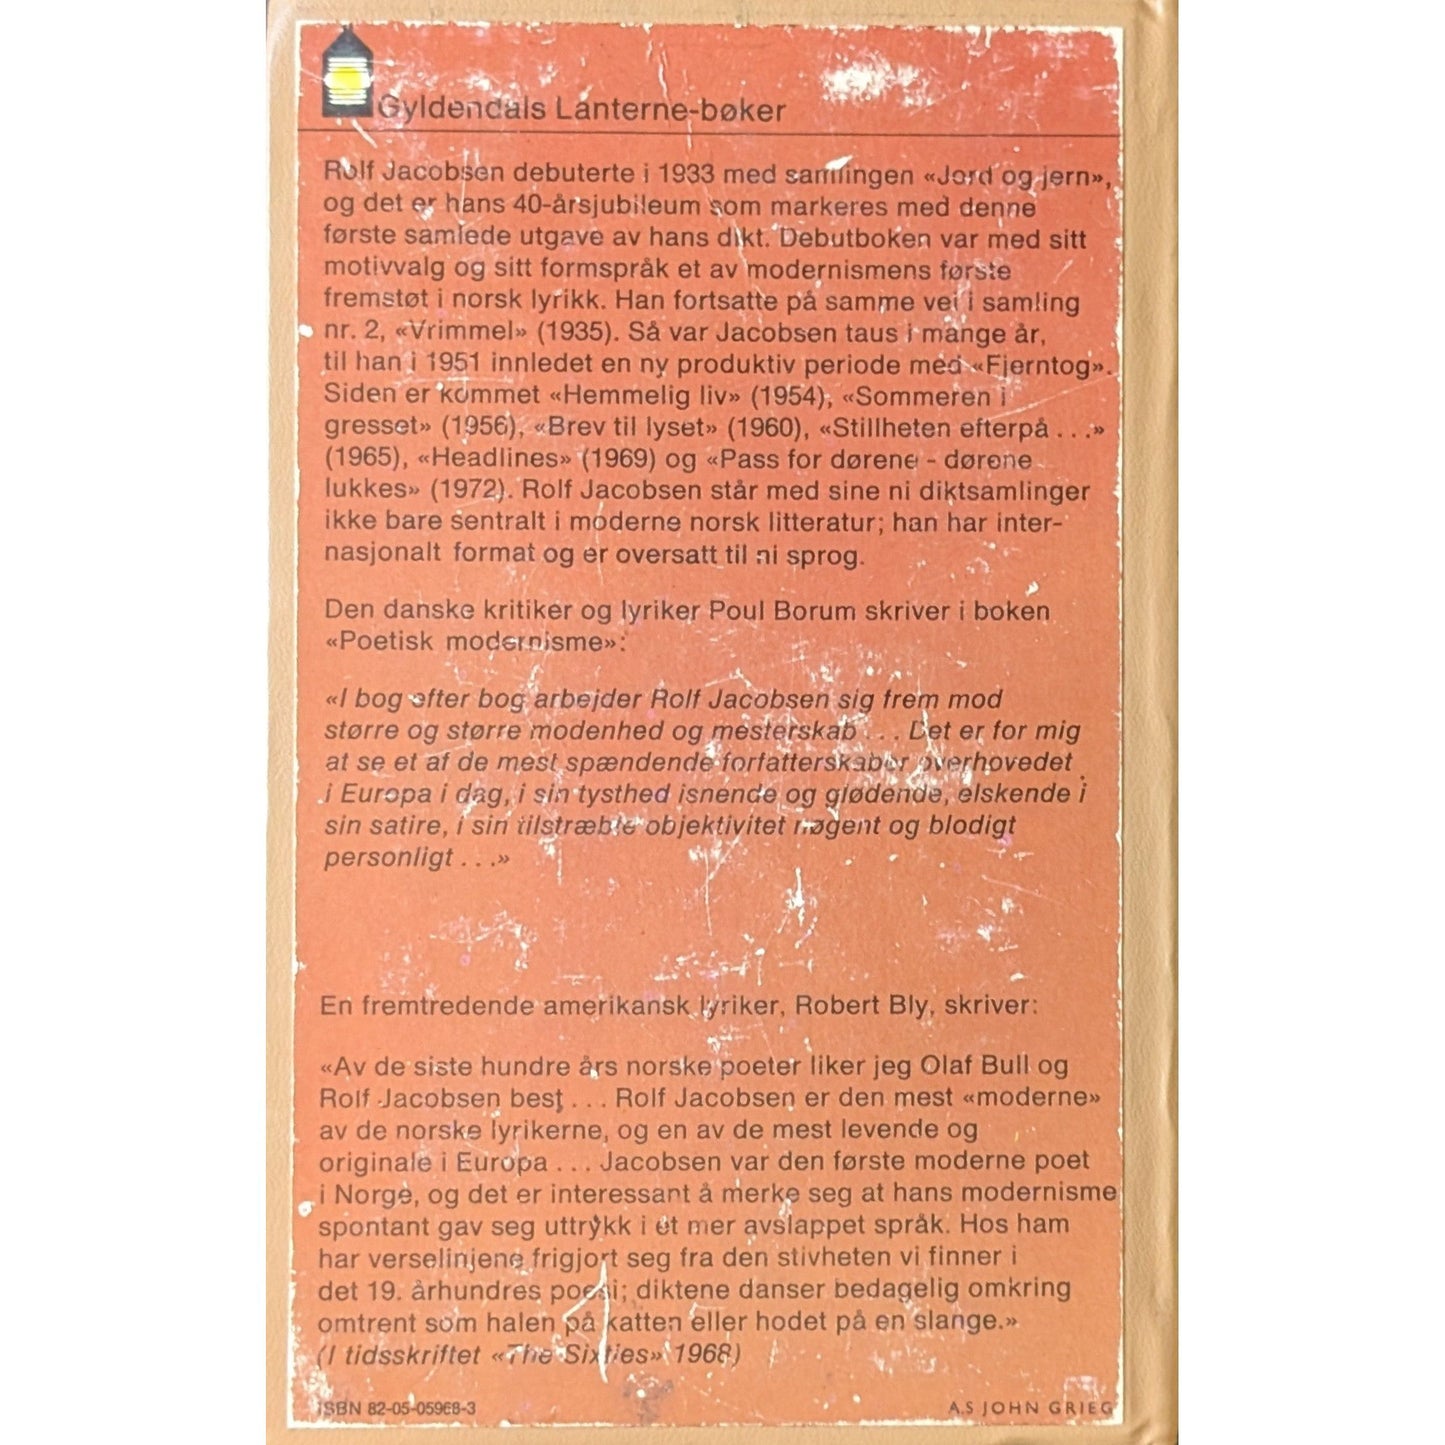 Gyldendals Lanterne-bøker
Rolf Jacobsen debuterte i 1933 med samlingen «Jord og jern»,
og det er hans 40-årsjubileum som markeres med denne
første samlede utgave av hans dikt. Debutboken var med sitt
motivvalg og sitt formspråk et av modernismens første
fremstøt i norsk lyrikk. Han fortsatte på samme vei i samling
nr. 2, «Vrimmel» (1935). Så var Jacobsen taus i mange år,
til han i 1951 innledet en ny produktiv periode med «Fjerntog».
Siden er kommet «Hemmelig liv» (1954), «Sommeren i
gresset» (1956), «Brev til lyset» (1960), «Stillheten efterpå . . .»
(1965), «Headlines» (1969) og «Pass for dørene - dørene
lukkes» (1972). Rolf Jacobsen står med sine ni diktsamlinger
ikke bare sentralt i moderne norsk litteratur; han har inter-
nasjonalt format og er oversatt til ni sprog.
Den danske kritiker og lyriker Poul Borum skriver i boken
«Poetisk modernisme»:
«I bog efter bog arbejder Rolf Jacobsen sig frem mod
større og større modenhed og mesterskab . . . Det er for mig
at se et af de mest spændende forfatterskaber overhovedet
i Europa i dag, i sin tysthed isnende og glødende, elskende i
sin satire, i sin tilstræbte objektivitet nøgent og blodigt
personligt . . .»
En fremtredende amerikansk lyriker, Robert Bly, skriver:
«Av de siste hundre års norske poeter liker jeg Olaf Bull og
Rolf Jacobsen best . . . Rolf Jacobsen er den mest «moderne»
av de norske lyrikerne, og en av de mest levende og
originale i Europa . . . Jacobsen var den første moderne poet
i Norge, og det er interessant å merke seg at hans modernisme
spontant gav seg uttrykk i et mer avslappet språk. Hos ham
har verselinjene frigjort seg fra den stivheten vi finner i
det 19. århundres poesi; diktene danser bedagelig omkring
omtrent som halen på katten eller hodet på en slange.»
(I tidsskriftet «The Sixties» 1968)
ISBN 82-05-05968-3
A.S JOHN GRIEG